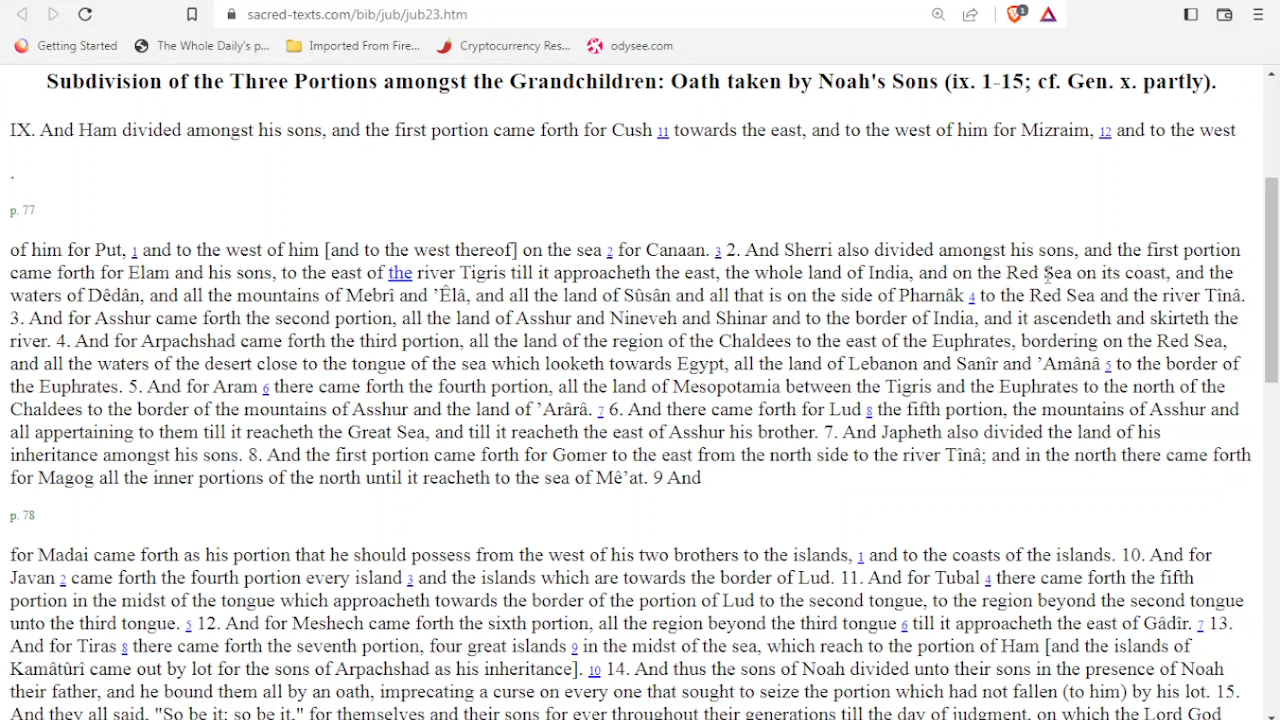 sacred-texts.com/bib/jub/jub23.htm
1
Getting Started The Whole Daily's p... Imported From Fire... Cryptocurrency Res... odysee.com
Subdivision of the Three Portions amongst the Grandchildren: Oath taken by Noah's Sons (ix. 1-15; cf. Gen. x. partly).
IX. And Ham divided amongst his sons, and the first portion came forth for Cush 11 towards the east, and to the west of him for Mizraim, 12 and to the west
.
p. 77
of him for Put, 1 and to the west of him [and to the west thereof] on the sea 2 for Canaan. 3 2. And Sherri also divided amongst his sons, and the first portion
came forth for Elam and his sons, to the east of the river Tigris till it approacheth the east, the whole land of India, and on the Red Sea on its coast, and the
waters of Dêdân, and all the mountains of Mebrî and ’Êlâ, and all the land of Sûsân and all that is on the side of Pharnâk 4 to the Red Sea and the river Tînâ.
3. And for Asshur came forth the second portion, all the land of Asshur and Nineveh and Shinar and to the border of India, and it ascendeth and skirteth the
river. 4. And for Arpachshad came forth the third portion, all the land of the region of the Chaldees to the east of the Euphrates, bordering on the Red Sea,
and all the waters of the desert close to the tongue of the sea which looketh towards Egypt, all the land of Lebanon and Sanîr and ’Amânâ 5 to the border of
the Euphrates. 5. And for Aram 6 there came forth the fourth portion, all the land of Mesopotamia between the Tigris and the Euphrates to the north of the
Chaldees to the border of the mountains of Asshur and the land of ’Arârâ. 7 6. And there came forth for Lud 8 the fifth portion, the mountains of Asshur and
all appertaining to them till it reacheth the Great Sea, and till it reacheth the east of Asshur his brother. 7. And Japheth also divided the land of his
inheritance amongst his sons. 8. And the first portion came forth for Gomer to the east from the north side to the river Tînâ; and in the north there came forth
for Magog all the inner portions of the north until it reacheth to the sea of Mê’at. 9 And
p. 78
for Madai came forth as his portion that he should possess from the west of his two brothers to the islands, 1 and to the coasts of the islands. 10. And for
Javan 2 came forth the fourth portion every island 3 and the islands which are towards the border of Lud. 11. And for Tubal 4 there came forth the fifth
portion in the midst of the tongue which approacheth towards the border of the portion of Lud to the second tongue, to the region beyond the second tongue
unto the third tongue. 5 12. And for Meshech came forth the sixth portion, all the region beyond the third tongue 6 till it approacheth the east of Gâdîr. 7 13.
And for Tiras 8 there came forth the seventh portion, four great islands 9 in the midst of the sea, which reach to the portion of Ham [and the islands of
Kamâtûrî came out by lot for the sons of Arpachshad as his inheritance]. 10 14. And thus the sons of Noah divided unto their sons in the presence of Noah
their father, and he bound them all by an oath, imprecating a curse on every one that sought to seize the portion which had not fallen (to him) by his lot. 15.
And they all said, "So be it; so be it," for themselves and their sons for ever throughout their generations till the day of judgment, on which the Lord God